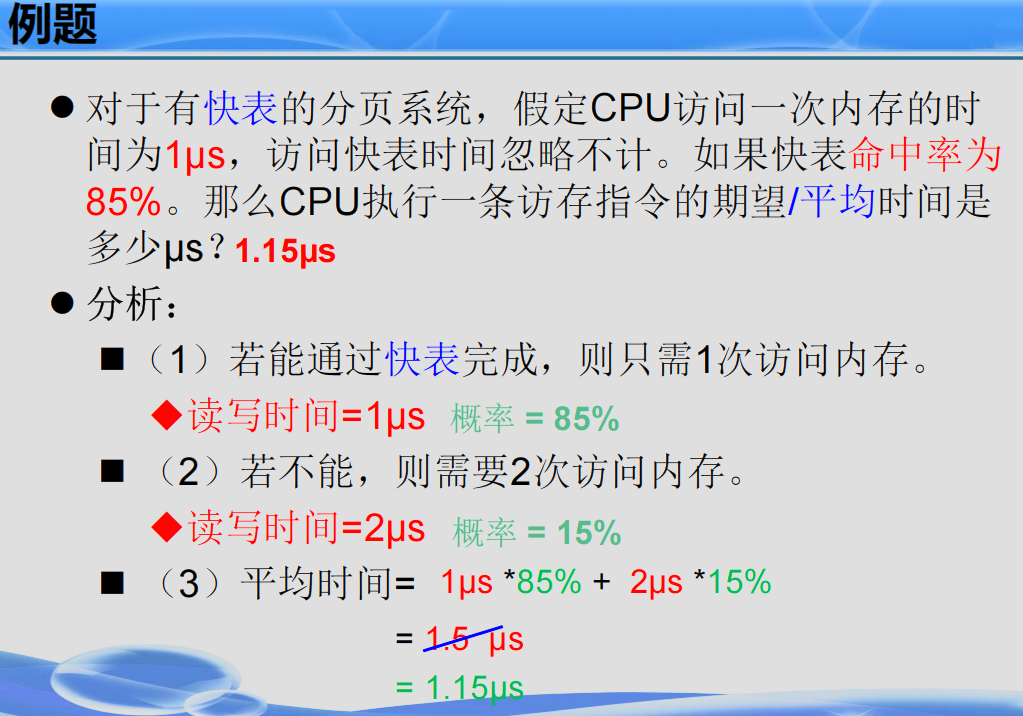 例题
● 对于有快表的分页系统，假定CPU访问一次内存的时
间为1μs，访问快表时间忽略不计。如果快表命中率为
85%。那么CPU执行一条访存指令的期望/平均时间是
多少μs？1.15μs
● 分析：
■（1）若能通过快表完成，则只需1次访问内存。
◆读写时间=1μs 概率 = 85%
■ （2）若不能，则需要2次访问内存。
◆读写时间=2μs 概率 = 15%
■ （3）平均时间= 1μs *85% + 2μs *15%
= 1.5 μs
= 1.15μs